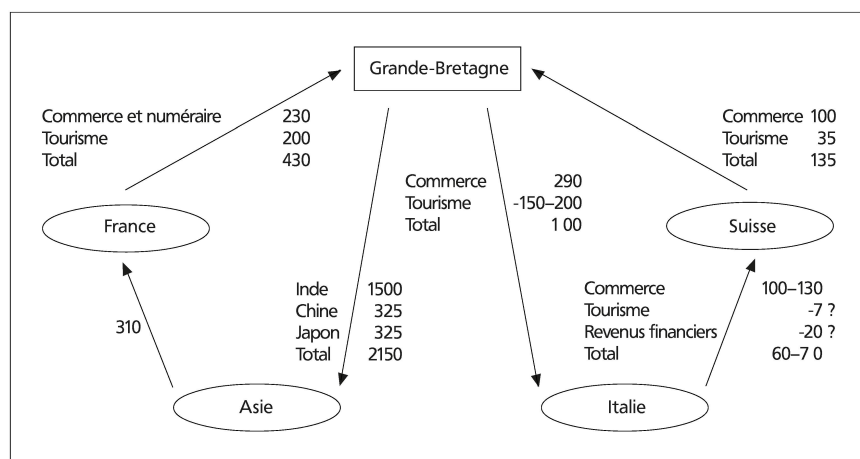 Grande-Bretagne
Commerce et numéraire 230
Tourisme 200
Total 430
Commerce 100
Tourisme 35
Total 135
Commerce 290
Tourisme -150–200
Total 1 00
France
Suisse
Inde 1500
Chine 325
Japon 325
Total 2150
Commerce 100–130
Tourisme -7 ?
Revenus financiers -20 ?
Total 60–7 0
310
Asie
Italie